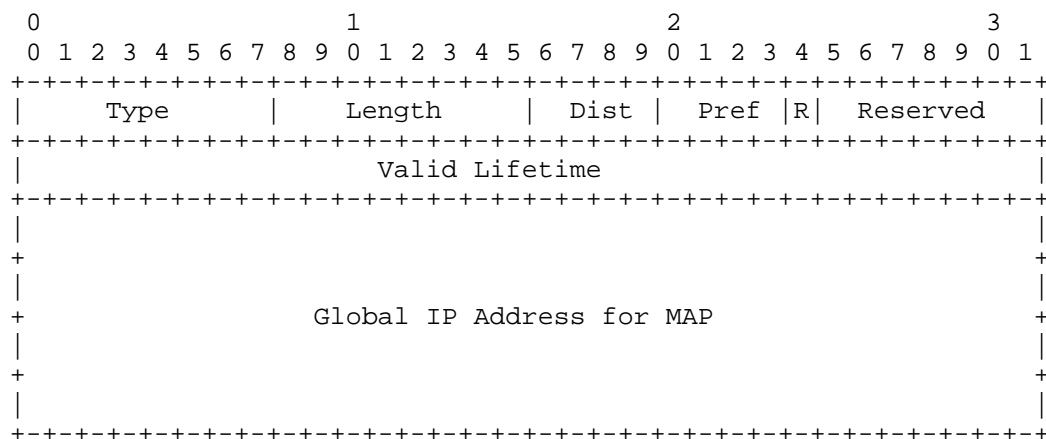 0                   1                   2                   3
 0 1 2 3 4 5 6 7 8 9 0 1 2 3 4 5 6 7 8 9 0 1 2 3 4 5 6 7 8 9 0 1
+-+-+-+-+-+-+-+-+-+-+-+-+-+-+-+-+-+-+-+-+-+-+-+-+-+-+-+-+-+-+-+-+
|     Type      |    Length     |  Dist |  Pref |R|  Reserved   |
+-+-+-+-+-+-+-+-+-+-+-+-+-+-+-+-+-+-+-+-+-+-+-+-+-+-+-+-+-+-+-+-+
|                      Valid Lifetime                           |
+-+-+-+-+-+-+-+-+-+-+-+-+-+-+-+-+-+-+-+-+-+-+-+-+-+-+-+-+-+-+-+-+
|                                                               |
+                                                               +
|                                                               |
+                  Global IP Address for MAP                    +
|                                                               |
+                                                               +
|                                                               |
+-+-+-+-+-+-+-+-+-+-+-+-+-+-+-+-+-+-+-+-+-+-+-+-+-+-+-+-+-+-+-+-+